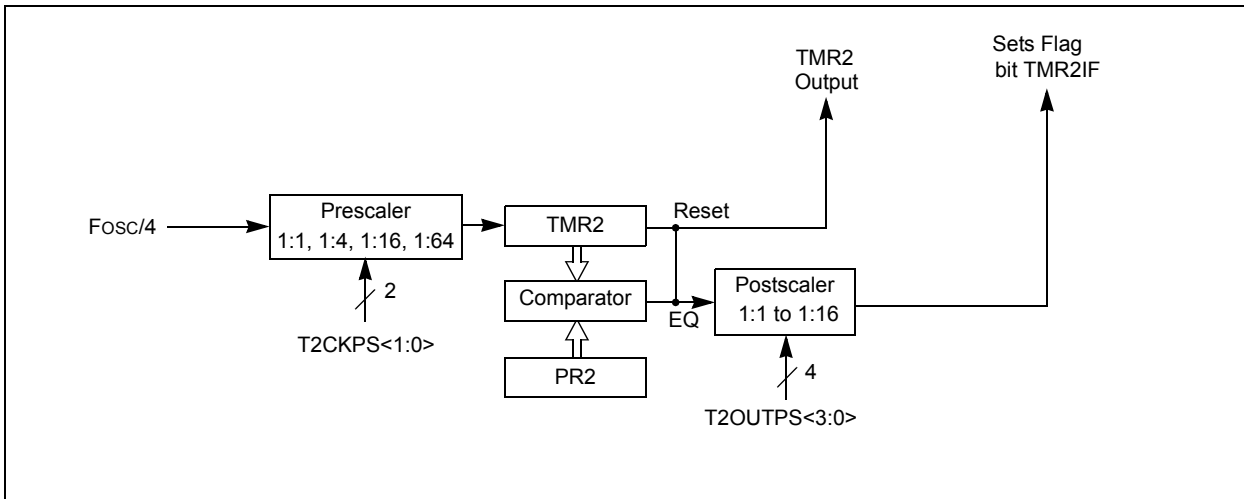 TMR2
Output
Sets Flag
bit TMR2IF
FOSC/4
Prescaler
1:1, 1:4, 1:16, 1:64
2
T2CKPS<1:0>
TMR2
Reset
Comparator
EQ
Postscaler
1:1 to 1:16
PR2
4
T2OUTPS<3:0>